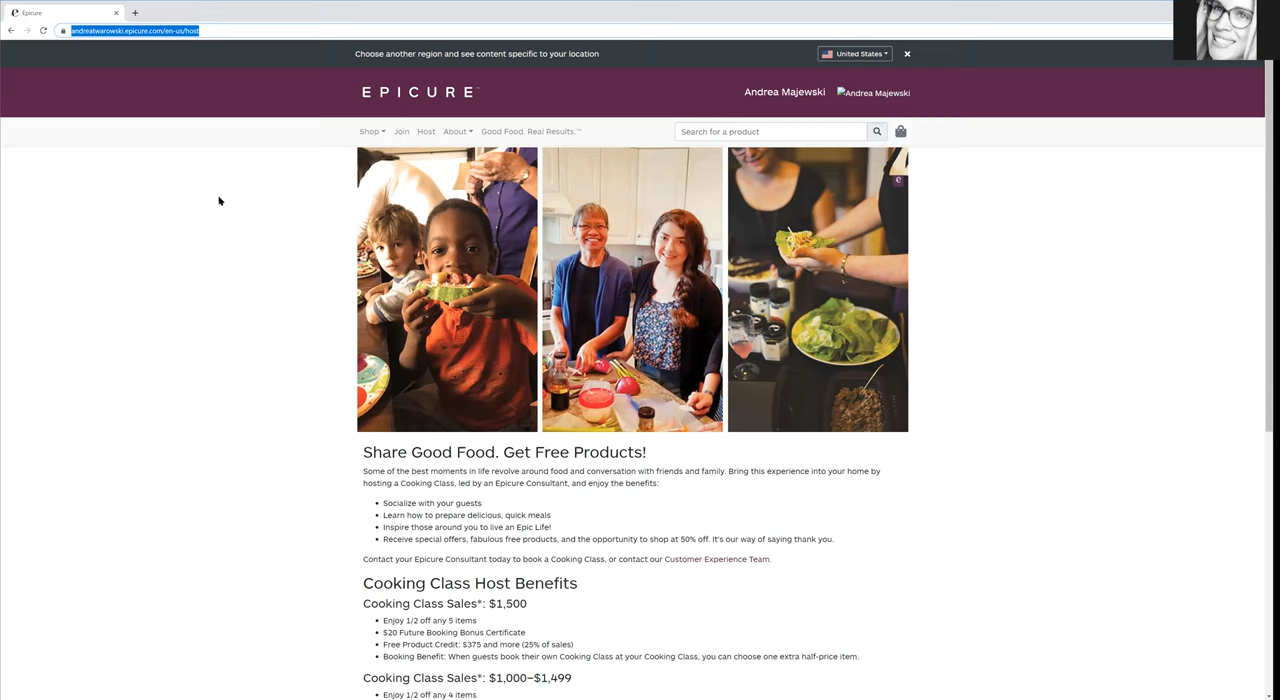 Epicure
andreatwarowski.epicure.com/en-us/host
Choose another region and see content specific to your location
United States
EPICURE™
Andrea Majewski
Andrea Majewski
Shop Join Host About Good Food. Real Results.™
Search for a product
e
Share Good Food. Get Free Products!
Some of the best moments in life revolve around food and conversation with friends and family. Bring this experience into your home by
hosting a Cooking Class, led by an Epicure Consultant, and enjoy the benefits:
• Socialize with your guests
• Learn how to prepare delicious, quick meals
• Inspire those around you to live an Epic Life!
• Receive special offers, fabulous free products, and the opportunity to shop at 50% off. It's our way of saying thank you.
Contact your Epicure Consultant today to book a Cooking Class, or contact our Customer Experience Team.
Cooking Class Host Benefits
Cooking Class Sales*: $1,500
• Enjoy 1/2 off any 5 items
• $20 Future Booking Bonus Certificate
• Free Product Credit: $375 and more (25% of sales)
• Booking Benefit: When guests book their own Cooking Class at your Cooking Class, you can choose one extra half-price item.
Cooking Class Sales*: $1,000–$1,499
• Enjoy 1/2 off any 4 items